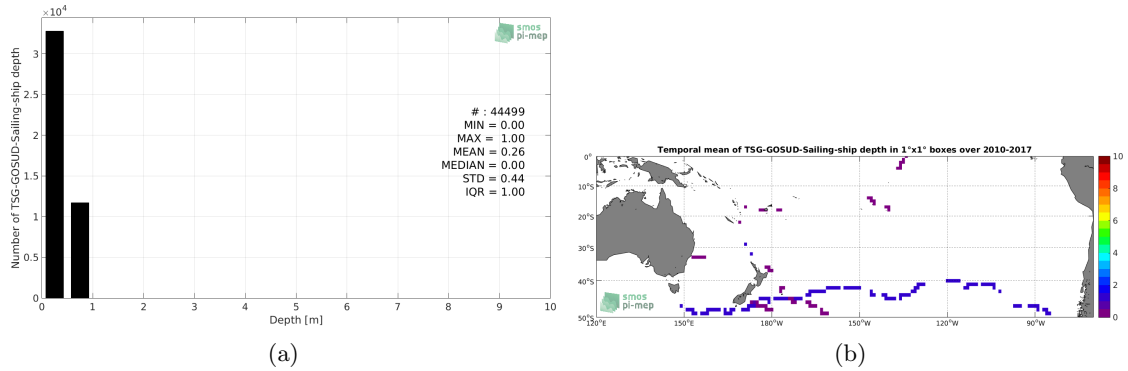 ×10⁴
smos
pi-mep
3
2.5
2
1.5
1
0.5
0
Number of TSG-GOSUD-Sailing-ship depth
# : 44499
MIN = 0.00
MAX = 1.00
MEAN = 0.26
MEDIAN = 0.00
STD = 0.44
IQR = 1.00
0 1 2 3 4 5 6 7 8 9 10
Depth [m]
(a)
Temporal mean of TSG-GOSUD-Sailing-ship depth in 1°x1° boxes over 2010-2017
0°
10°S
20°S
30°S
40°S
50°S
120°E 150°E 180°W 150°W 120°W 90°W
smos
pi-mep
10
8
6
4
2
0
(b)